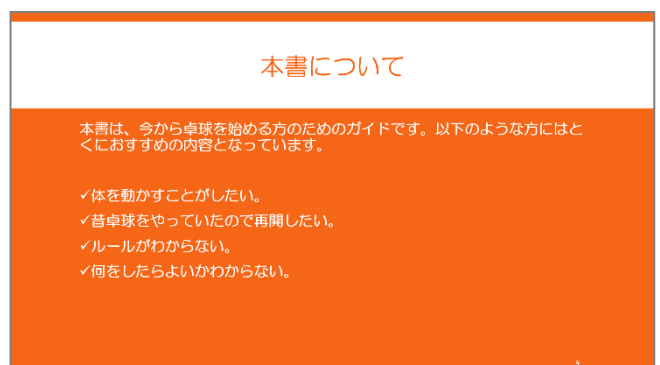 本書について
本書は、今から卓球を始める方のためのガイドです。以下のような方にはと
くにおすすめの内容となっています。
✓体を動かすことがしたい。
✓昔卓球をやっていたので再開したい。
✓ルールがわからない。
✓何をしたらよいかわからない。
4